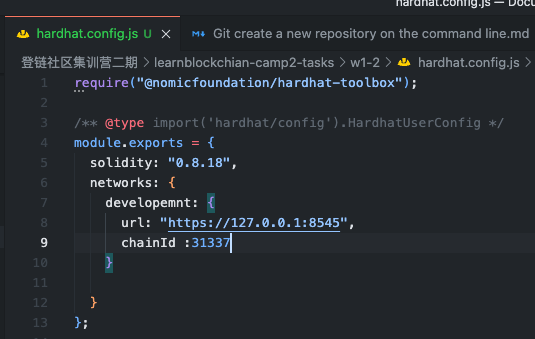 hardhat.config.js — Docu
hardhat.config.js U × Git create a new repository on the command line.md
登链社区集训营二期 > learnblockchian-camp2-tasks > w1-2 > hardhat.config.js >
1 require("@nomicfoundation/hardhat-toolbox");
2
3 /** @type import('hardhat/config').HardhatUserConfig */
4 module.exports = {
5 solidity: "0.8.18",
6 networks: {
7 developemnt: {
8 url: "https://127.0.0.1:8545",
9 chainId :31337
10 }
11
12 }
13 };